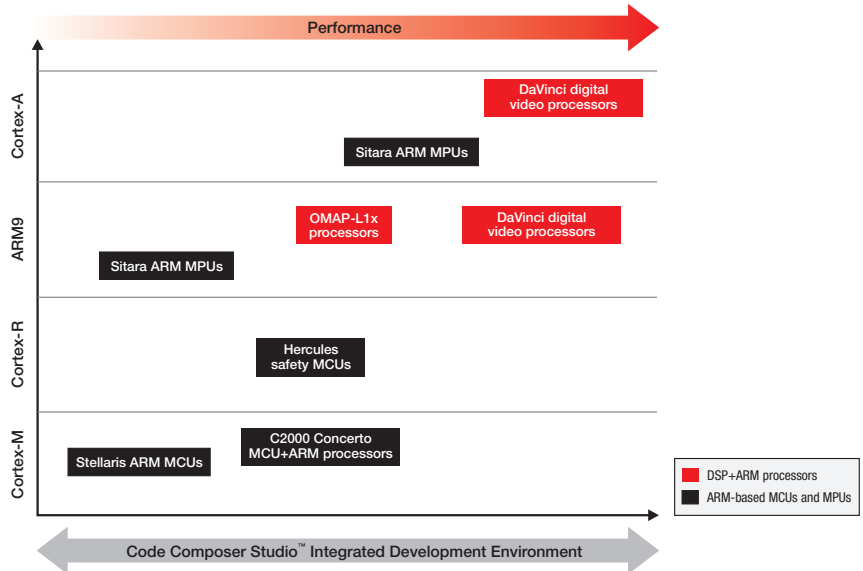 Performance
Cortex-A
DaVinci digital
video processors
Sitara ARM MPUs
ARM9
OMAP-L1x
processors
DaVinci digital
video processors
Sitara ARM MPUs
Cortex-R
Hercules
safety MCUs
Cortex-M
C2000 Concerto
MCU+ARM processors
Stellaris ARM MCUs
DSP+ARM processors
ARM-based MCUs and MPUs
Code Composer Studio™ Integrated Development Environment